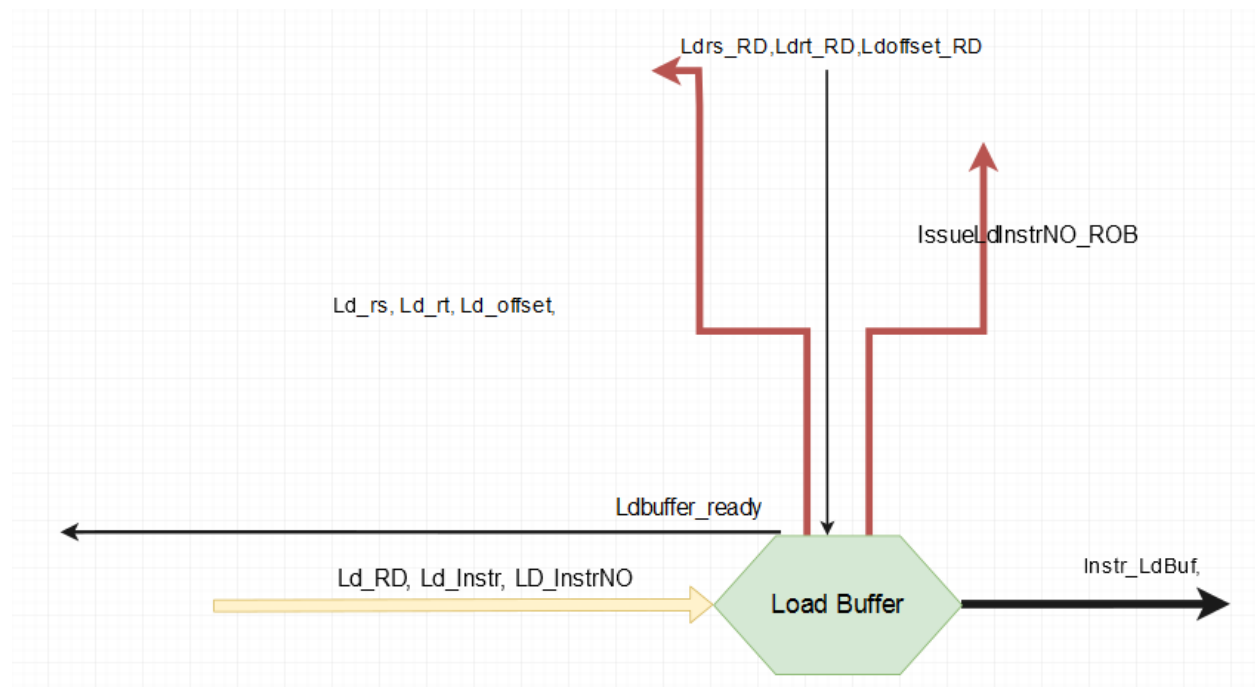 Ldrs_RD,Ldrt_RD,Ldoffset_RD
IssueLdInstrNO_ROB
Ld_rs, Ld_rt, Ld_offset,
Ldbuffer_ready
Ld_RD, Ld_Instr, LD_InstrNO
Instr_LdBuf,
Load Buffer